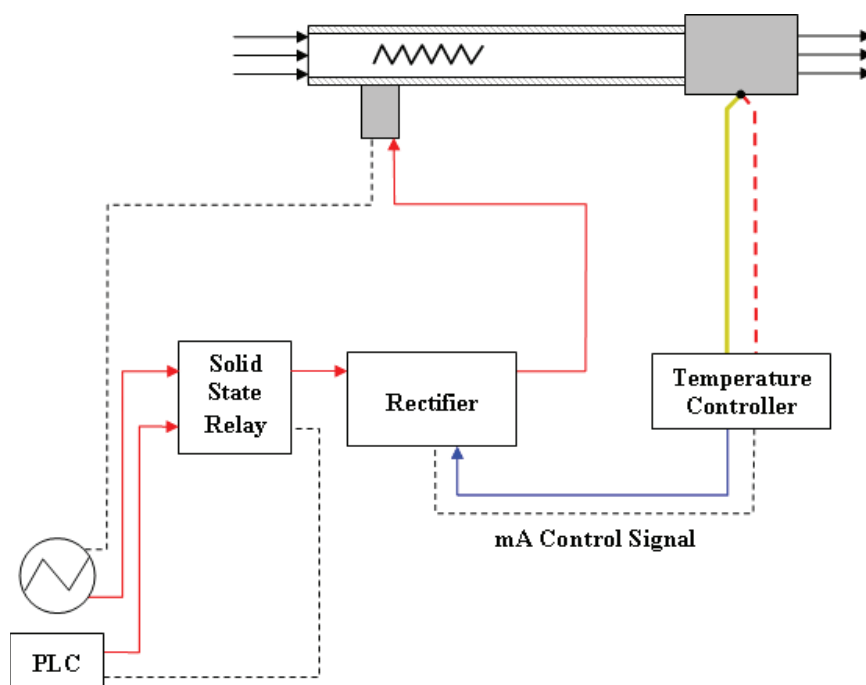 Solid
State
Relay
Rectifier
Temperature
Controller
mA Control Signal
PLC